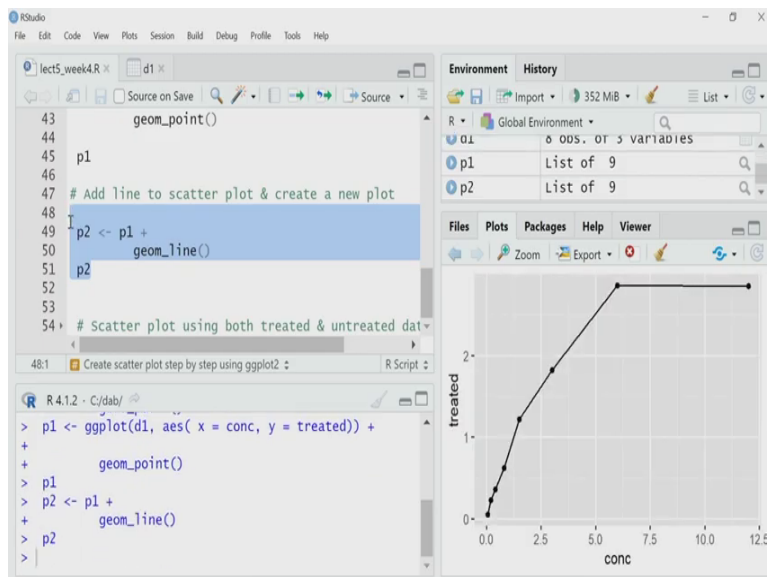 RStudio
File Edit Code View Plots Session Build Debug Profile Tools Help
lect5_week4.R × d1 ×
Source on Save Source
43 geom_point()
44
45 p1
46
47 # Add line to scatter plot & create a new plot
48
49 p2 <- p1 +
50 geom_line()
51 p2
52
53
54 # Scatter plot using both treated & untreated dat
48:1 Create scatter plot step by step using ggplot2 R Script
R 4.1.2 · C:/dab/
> p1 <- ggplot(d1, aes( x = conc, y = treated)) +
+
+ geom_point()
> p1
> p2 <- p1 +
+ geom_line()
> p2
>
Environment History
Import 352 MiB List
R Global Environment
d1 8 obs. of 3 variables
p1 List of 9
p2 List of 9
Files Plots Packages Help Viewer
Zoom Export
treated
2
1
0
0.0 2.5 5.0 7.5 10.0 12.5
conc